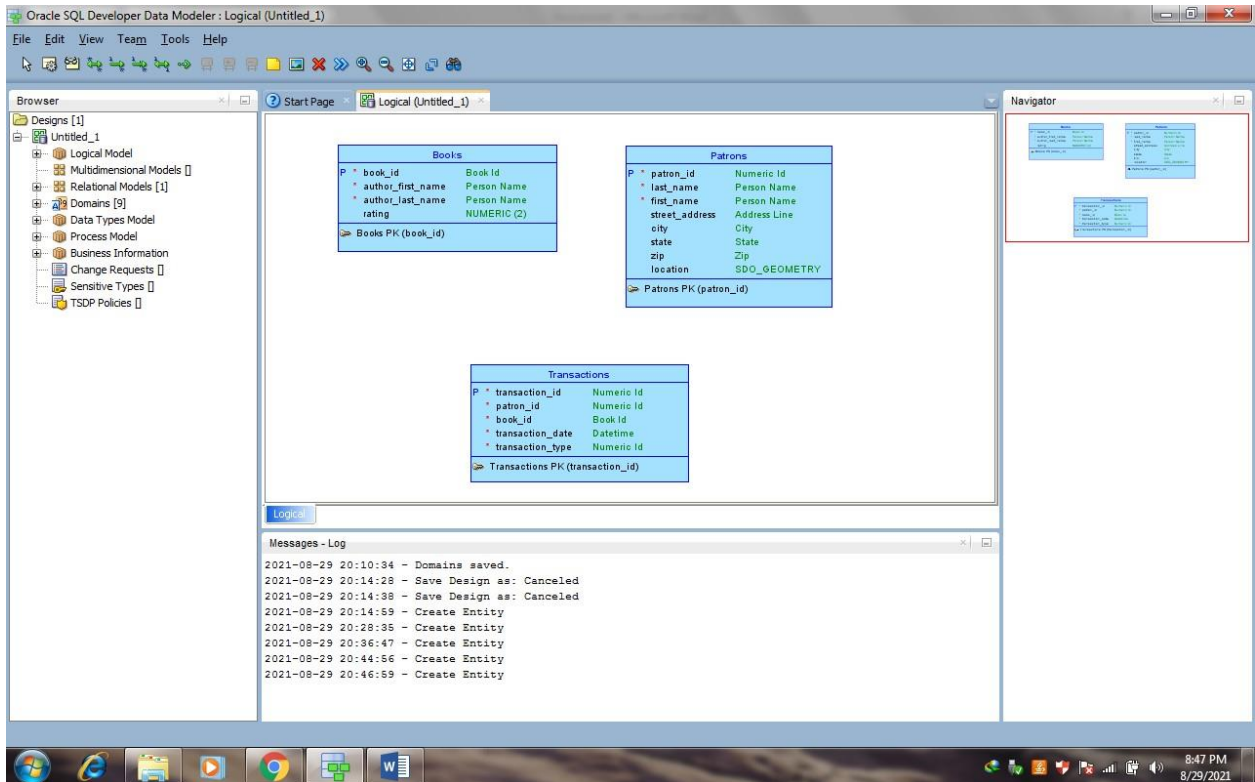 Oracle SQL Developer Data Modeler : Logical (Untitled_1)
File Edit View Team Tools Help
Browser
Designs [1]
Untitled_1
Logical Model
Multidimensional Models []
Relational Models [1]
Domains [9]
Data Types Model
Process Model
Business Information
Change Requests []
Sensitive Types []
TSDP Policies []
Start Page
Logical (Untitled_1)
Books
P * book_id Book Id
* author_first_name Person Name
* author_last_name Person Name
rating NUMERIC (2)
Books PK (book_id)
Patrons
P * patron_id Numeric Id
* last_name Person Name
* first_name Person Name
street_address Address Line
city City
state State
zip Zip
location SDO_GEOMETRY
Patrons PK (patron_id)
Transactions
P * transaction_id Numeric Id
* patron_id Numeric Id
* book_id Book Id
* transaction_date Datetime
* transaction_type Numeric Id
Transactions PK (transaction_id)
Logical
Messages - Log
2021-08-29 20:10:34 - Domains saved.
2021-08-29 20:14:28 - Save Design as: Canceled
2021-08-29 20:14:38 - Save Design as: Canceled
2021-08-29 20:14:59 - Create Entity
2021-08-29 20:28:35 - Create Entity
2021-08-29 20:36:47 - Create Entity
2021-08-29 20:44:56 - Create Entity
2021-08-29 20:46:59 - Create Entity
Navigator
8:47 PM
8/29/2021